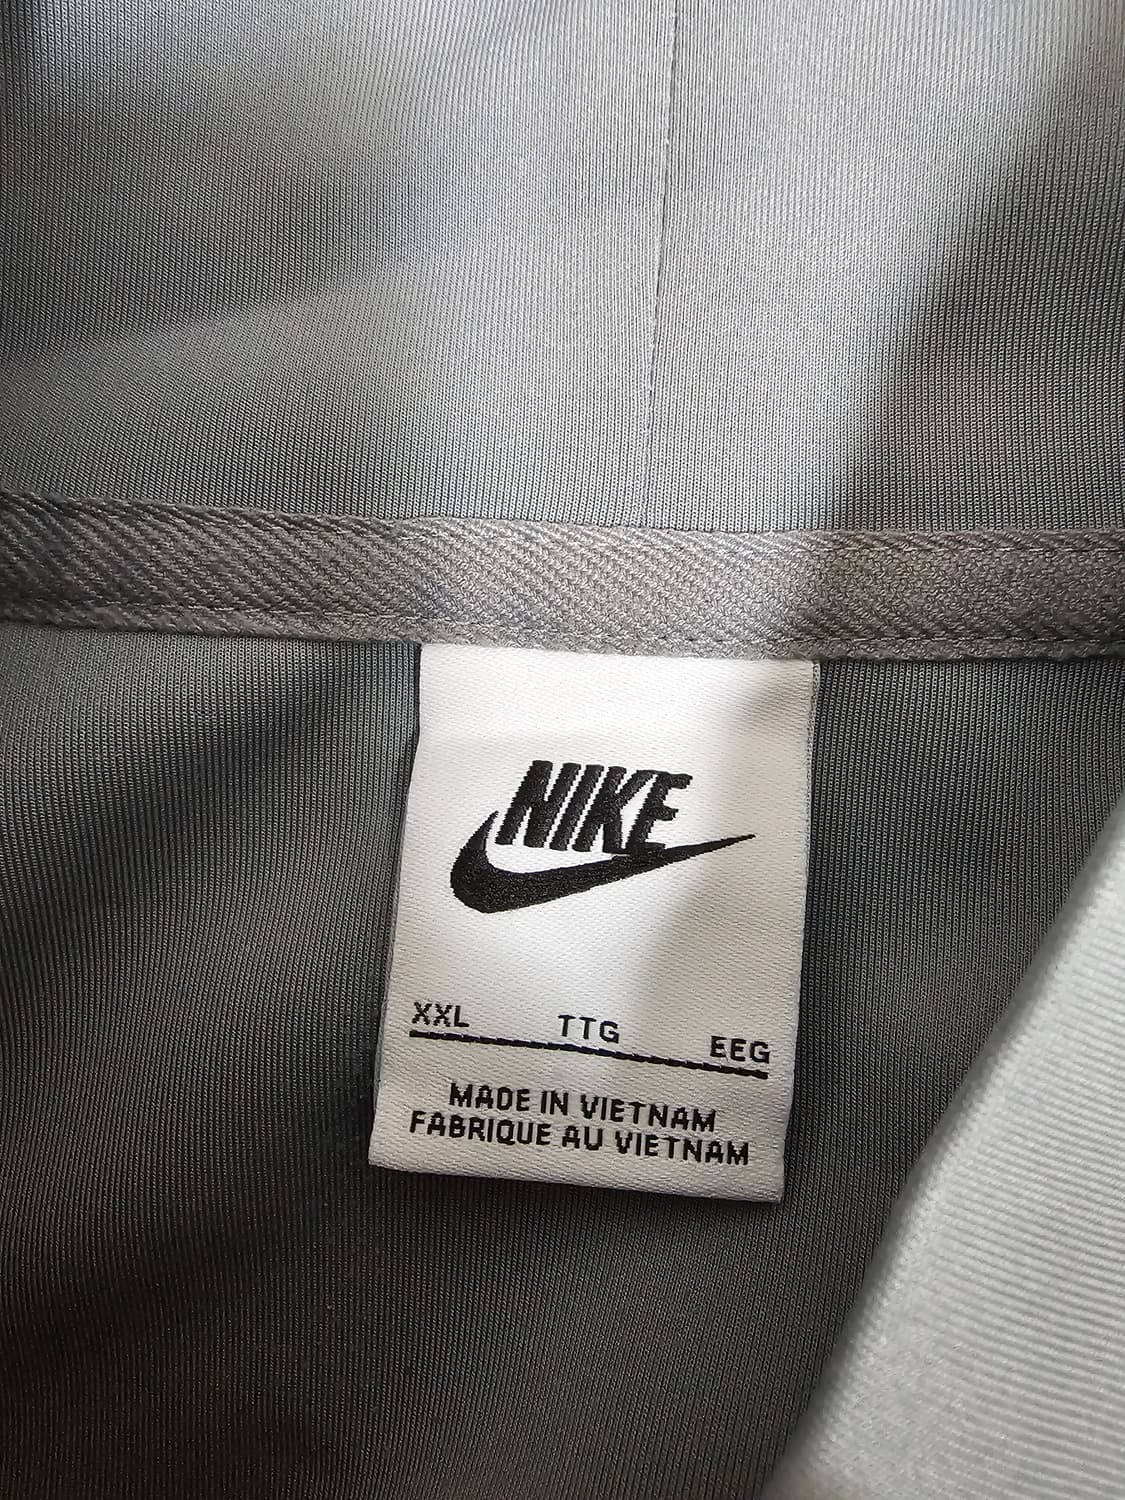 NIKE
XXL TTG EEG
MADE IN VIETNAM
FABRIQUE AU VIETNAM